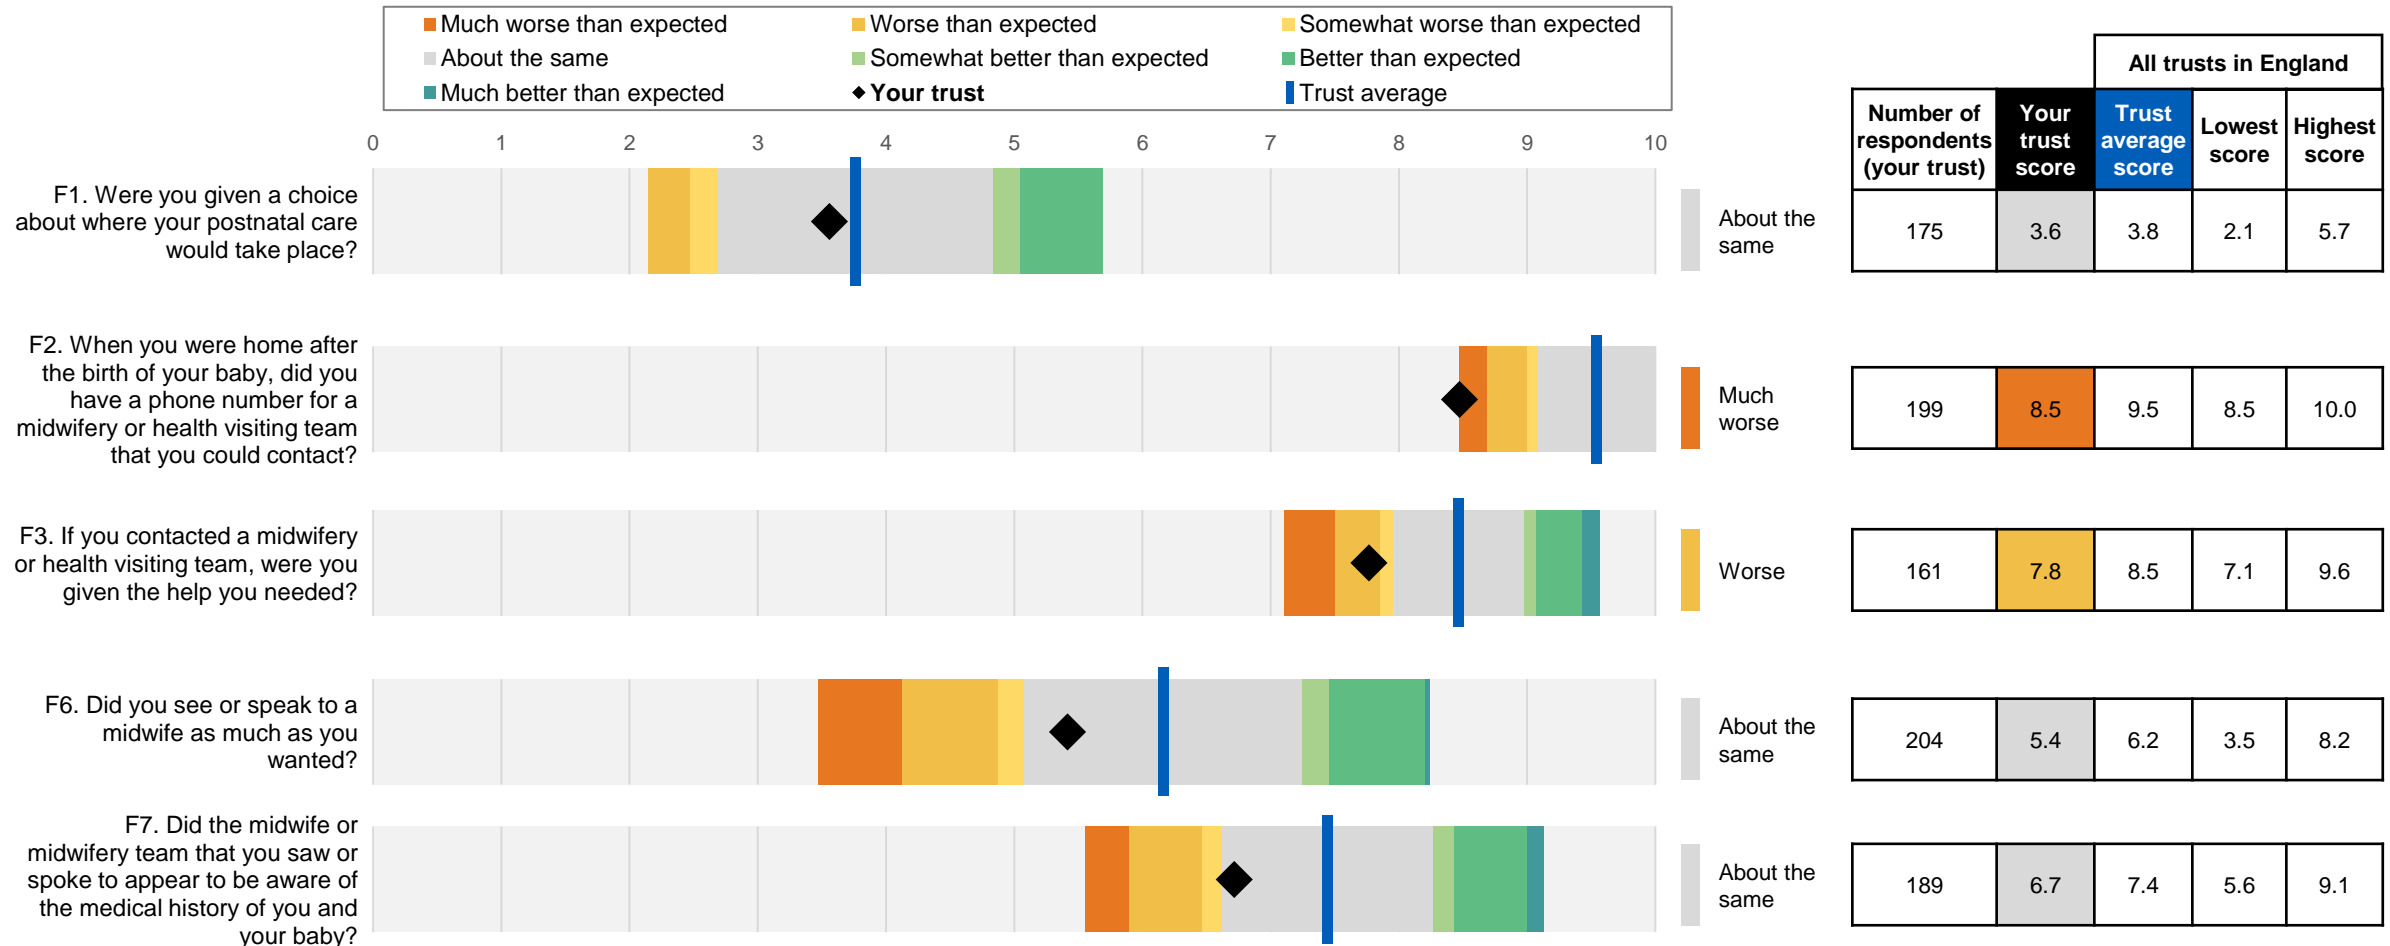 Much worse than expected
Worse than expected
Somewhat worse than expected
About the same
Somewhat better than expected
Better than expected
Much better than expected
Your trust
Trust average
All trusts in England
Number of
respondents
(your trust)
Your
trust
score
Trust
average
score
Lowest
score
Highest
score
0 1 2 3 4 5 6 7 8 9 10
F1. Were you given a choice
about where your postnatal care
would take place?
About the
same
175 3.6 3.8 2.1 5.7
F2. When you were home after
the birth of your baby, did you
have a phone number for a
midwifery or health visiting team
that you could contact?
Much
worse
199 8.5 9.5 8.5 10.0
F3. If you contacted a midwifery
or health visiting team, were you
given the help you needed?
Worse
161 7.8 8.5 7.1 9.6
F6. Did you see or speak to a
midwife as much as you
wanted?
About the
same
204 5.4 6.2 3.5 8.2
F7. Did the midwife or
midwifery team that you saw or
spoke to appear to be aware of
the medical history of you and
your baby?
About the
same
189 6.7 7.4 5.6 9.1